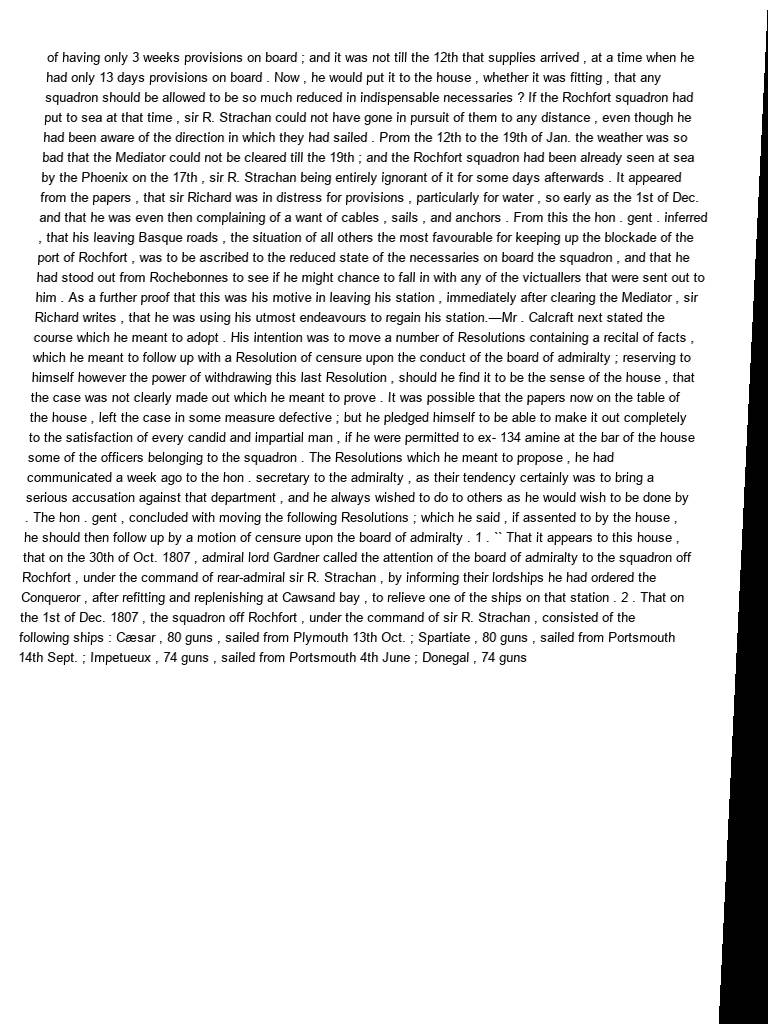 of having only 3 weeks provisions on board ; and it was not till the 12th that supplies arrived , at a time when he
had only 13 days provisions on board . Now , he would put it to the house , whether it was fitting , that any
squadron should be allowed to be so much reduced in indispensable necessaries ? If the Rochfort squadron had
put to sea at that time , sir R. Strachan could not have gone in pursuit of them to any distance , even though he
had been aware of the direction in which they had sailed . Prom the 12th to the 19th of Jan. the weather was so
bad that the Mediator could not be cleared till the 19th ; and the Rochfort squadron had been already seen at sea
by the Phoenix on the 17th , sir R. Strachan being entirely ignorant of it for some days afterwards . It appeared
from the papers , that sir Richard was in distress for provisions , particularly for water , so early as the 1st of Dec.
and that he was even then complaining of a want of cables , sails , and anchors . From this the hon . gent . inferred
, that his leaving Basque roads , the situation of all others the most favourable for keeping up the blockade of the
port of Rochfort , was to be ascribed to the reduced state of the necessaries on board the squadron , and that he
had stood out from Rochebonnes to see if he might chance to fall in with any of the victuallers that were sent out to
him . As a further proof that this was his motive in leaving his station , immediately after clearing the Mediator , sir
Richard writes , that he was using his utmost endeavours to regain his station.—Mr . Calcraft next stated the
course which he meant to adopt . His intention was to move a number of Resolutions containing a recital of facts ,
which he meant to follow up with a Resolution of censure upon the conduct of the board of admiralty ; reserving to
himself however the power of withdrawing this last Resolution , should he find it to be the sense of the house , that
the case was not clearly made out which he meant to prove . It was possible that the papers now on the table of
the house , left the case in some measure defective ; but he pledged himself to be able to make it out completely
to the satisfaction of every candid and impartial man , if he were permitted to ex- 134 amine at the bar of the house
some of the officers belonging to the squadron . The Resolutions which he meant to propose , he had
communicated a week ago to the hon . secretary to the admiralty , as their tendency certainly was to bring a
serious accusation against that department , and he always wished to do to others as he would wish to be done by
. The hon . gent , concluded with moving the following Resolutions ; which he said , if assented to by the house ,
he should then follow up by a motion of censure upon the board of admiralty . 1 . `` That it appears to this house ,
that on the 30th of Oct. 1807 , admiral lord Gardner called the attention of the board of admiralty to the squadron off
Rochfort , under the command of rear-admiral sir R. Strachan , by informing their lordships he had ordered the
Conqueror , after refitting and replenishing at Cawsand bay , to relieve one of the ships on that station . 2 . That on
the 1st of Dec. 1807 , the squadron off Rochfort , under the command of sir R. Strachan , consisted of the
following ships : Cæsar , 80 guns , sailed from Plymouth 13th Oct. ; Spartiate , 80 guns , sailed from Portsmouth
14th Sept. ; Impetueux , 74 guns , sailed from Portsmouth 4th June ; Donegal , 74 guns